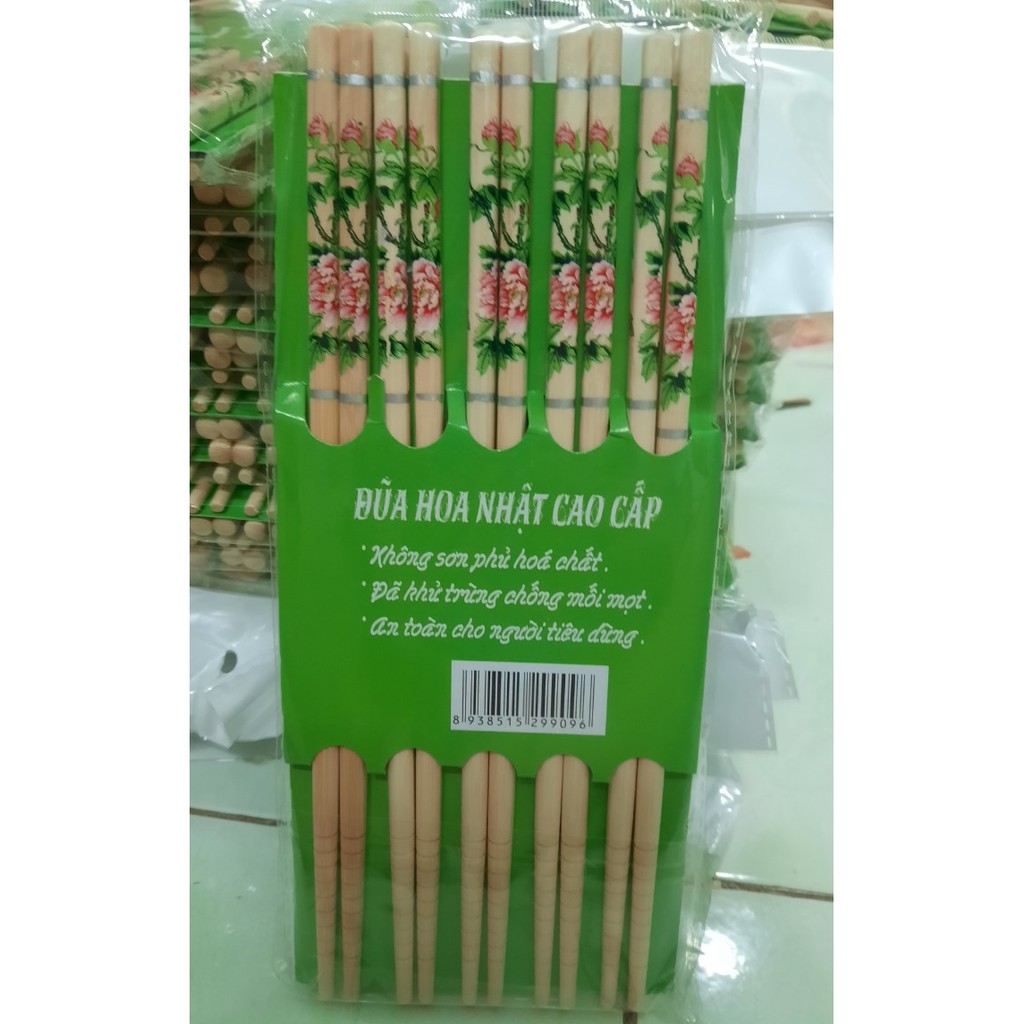 ĐŨA HOA NHẬT CAO CẤP
* Không sơn phủ hoá chất.
* Đã khử trùng chống mối mọt.
* An toàn cho người tiêu dùng.
8 938515 299096